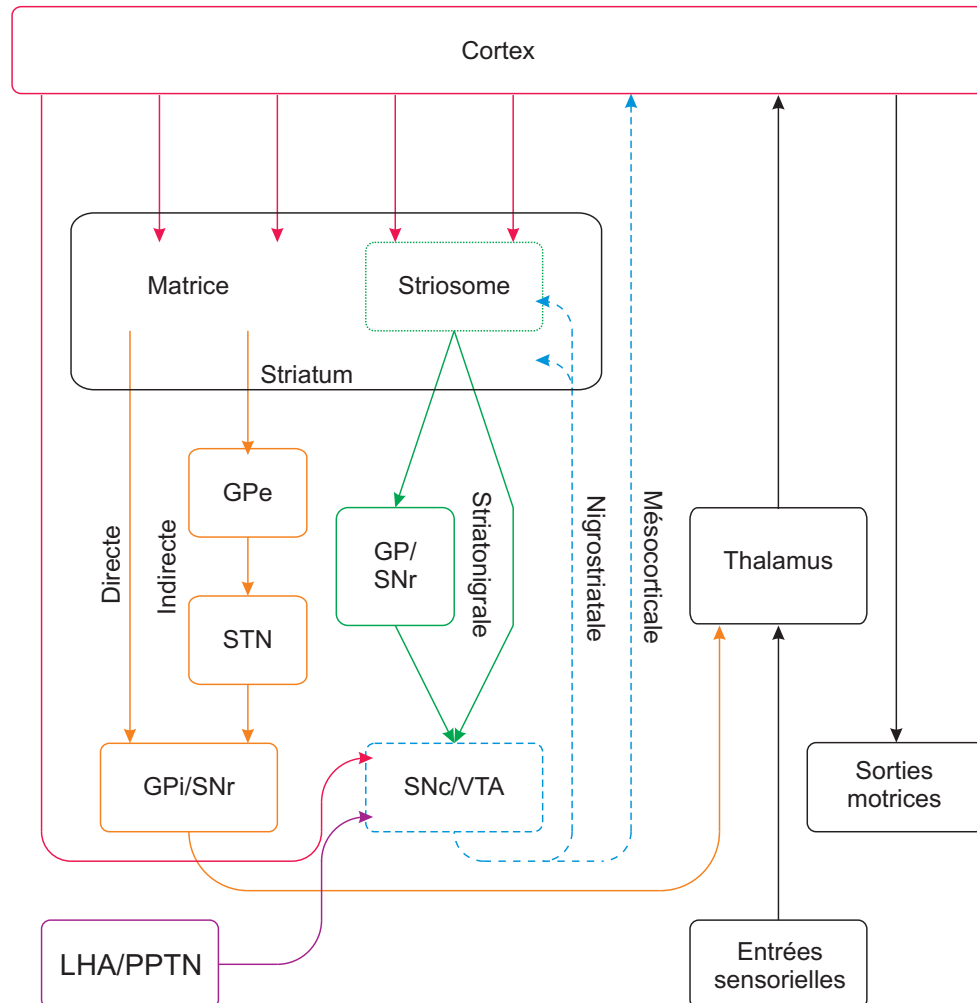 Cortex
Matrice
Striosome
Striatum
GPe
Directe
Indirecte
GP/
SNr
Striatonigrale
Nigrostriatale
Mésocorticale
Thalamus
STN
GPi/SNr
SNc/VTA
Sorties
motrices
LHA/PPTN
Entrées
sensorielles